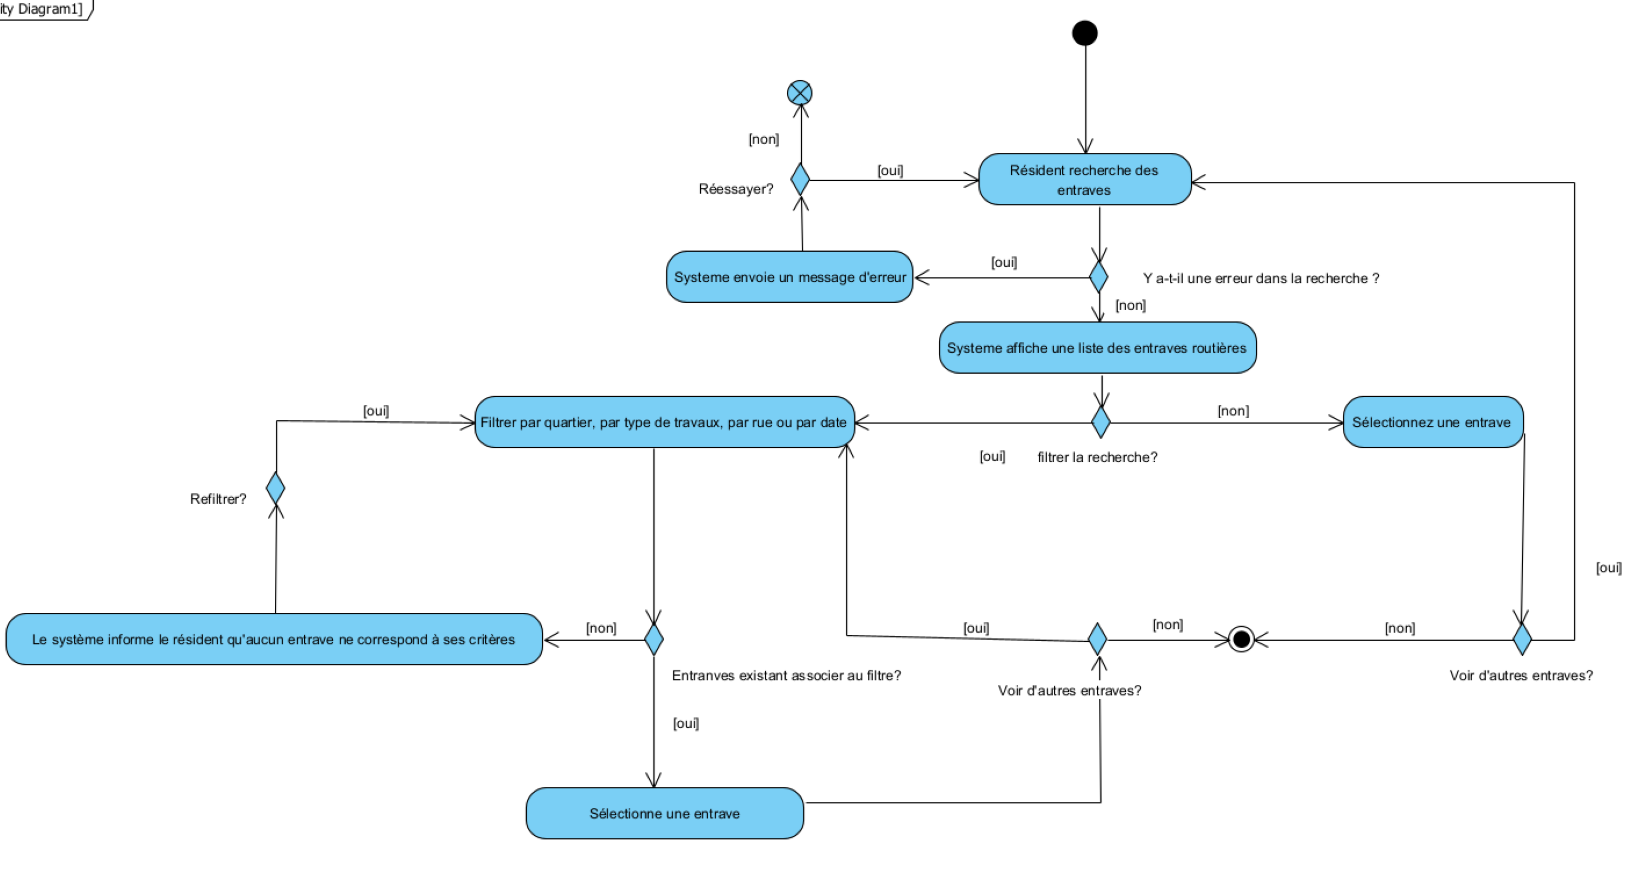 ity Diagram1]
[non]
Réessayer?
[oui]
Résident recherche des
entraves
Systeme envoie un message d'erreur
[oui]
Y a-t-il une erreur dans la recherche ?
[non]
Systeme affiche une liste des entraves routières
[oui]
Filtrer par quartier, par type de travaux, par rue ou par date
[non]
Sélectionnez une entrave
[oui]
filtrer la recherche?
Refiltrer?
[oui]
Le système informe le résident qu'aucun entrave ne correspond à ses critères
[non]
[oui]
[non]
[non]
Entranves existant associer au filtre?
Voir d'autres entraves?
Voir d'autres entraves?
[oui]
Sélectionne une entrave